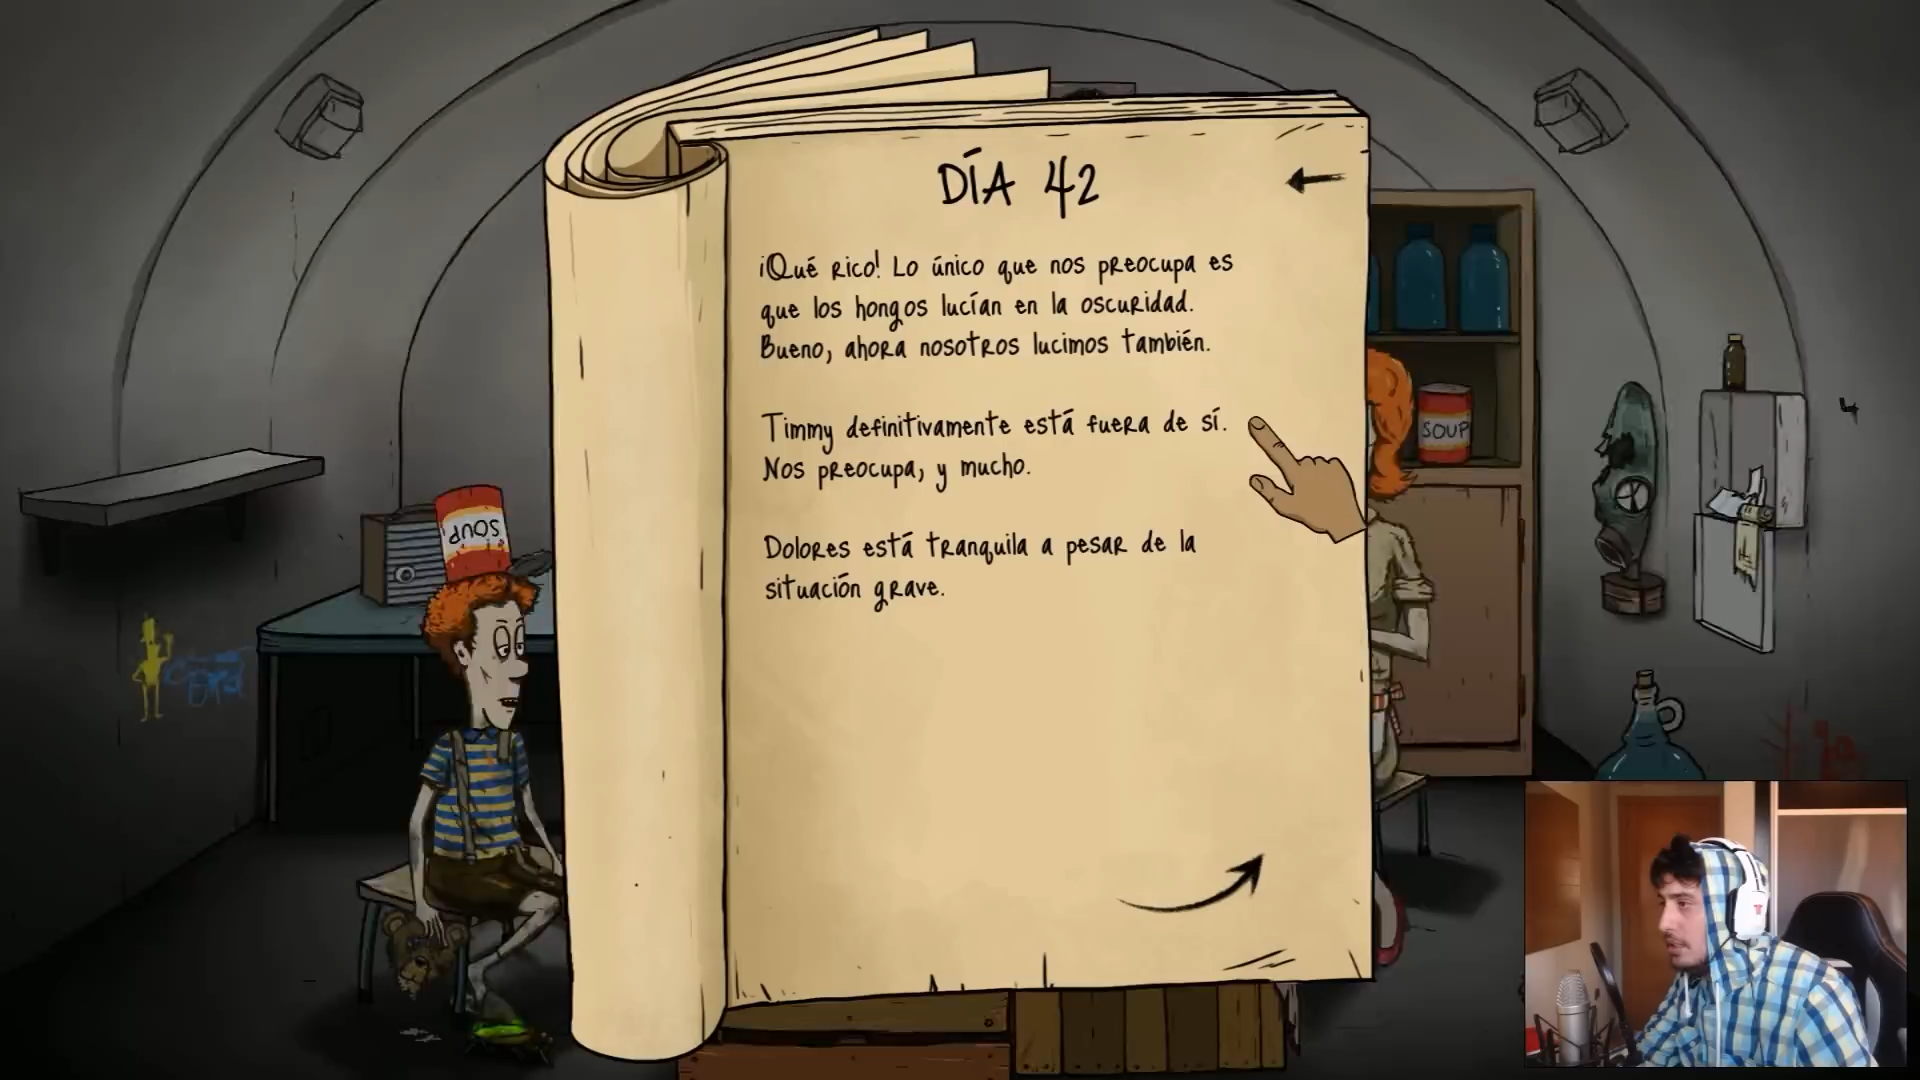 DÍA 42
¡Qué rico! Lo único que nos preocupa es
que los hongos lucían en la oscuridad.
Bueno, ahora nosotros lucimos también.
Timmy definitivamente está fuera de sí.
Nos preocupa, y mucho.
Dolores está tranquila a pesar de la
situación grave.
SOUP
SOUP